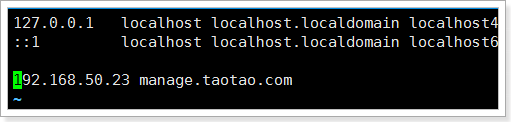 127.0.0.1   localhost localhost.localdomain localhost4
::1         localhost localhost.localdomain localhost6

192.168.50.23 manage.taotao.com
~